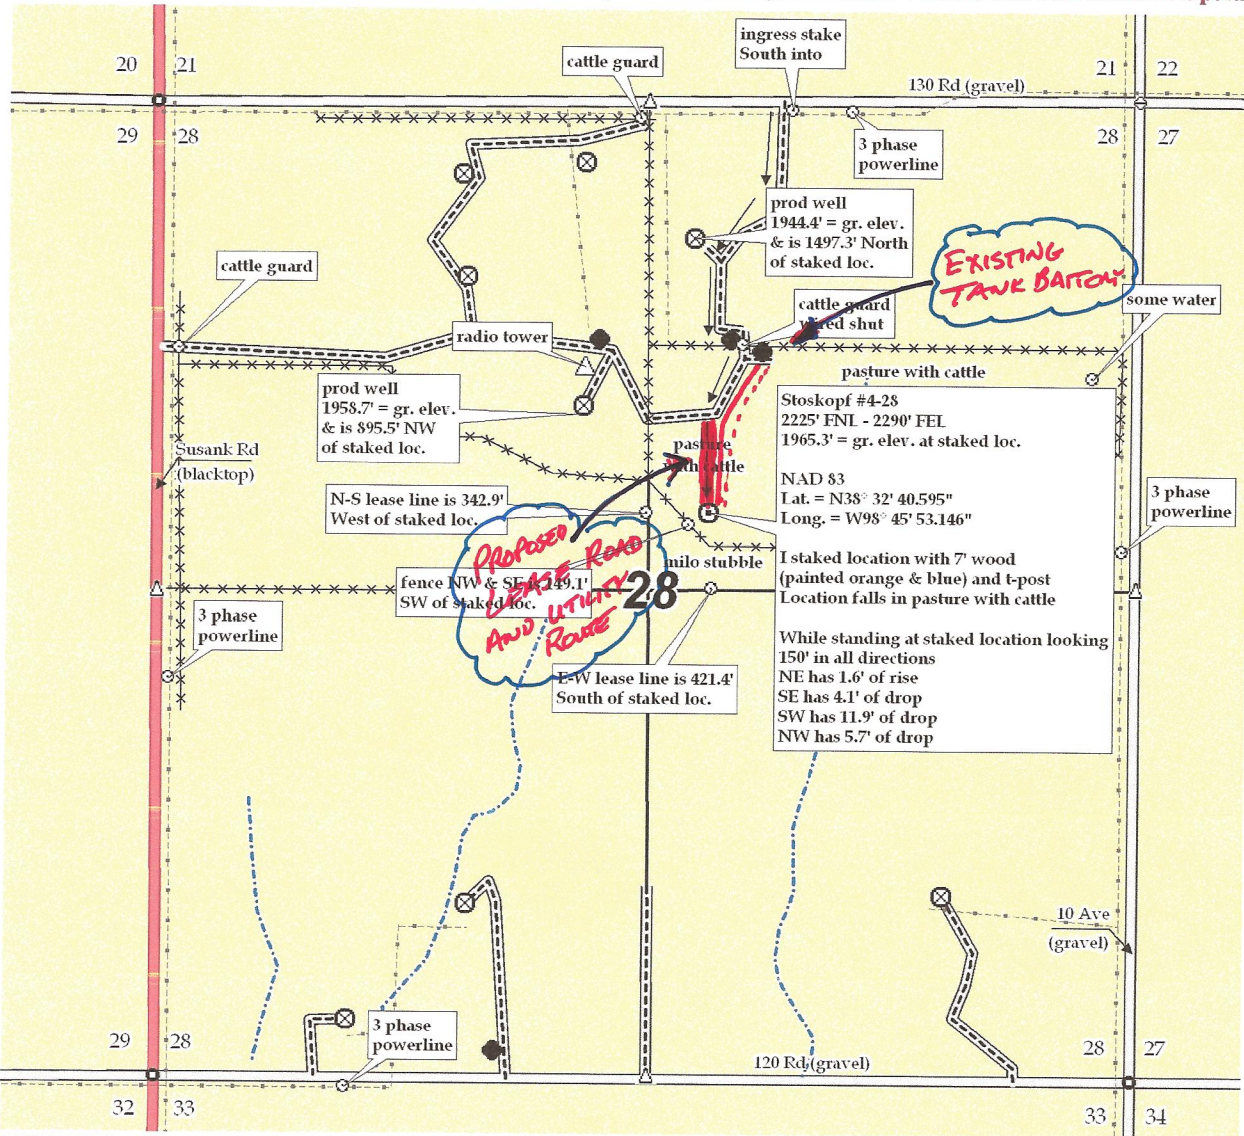 20 21
21 22
29 28
28 27
cattle guard
ingress stake
South into
130 Rd (gravel)
3 phase
powerline
prod well
1944.4' = gr. elev.
& is 1497.3' North
of staked loc.
EXISTING
TANK BATTORY
cattle guard
cattle guard
wired shut
some water
radio tower
pasture with cattle
prod well
1958.7' = gr. elev.
& is 895.5' NW
of staked loc.
Stoskopf #4-28
2225' FNL - 2290' FEL
1965.3' = gr. elev. at staked loc.
NAD 83
Lat. = N38° 32' 40.595"
Long. = W98° 45' 53.146"
I staked location with 7' wood
(painted orange & blue) and t-post
Location falls in pasture with cattle
While standing at staked location looking
150' in all directions
NE has 1.6' of rise
SE has 4.1' of drop
SW has 11.9' of drop
NW has 5.7' of drop
Susank Rd
(blacktop)
pasture
with cattle
N-S lease line is 342.9'
West of staked loc.
3 phase
powerline
PROPOSED
LEASE ROAD
AND UTILITY
ROUTE
milo stubble
fence NW & SE is 249.1'
SW of staked loc.
28
3 phase
powerline
E-W lease line is 421.4'
South of staked loc.
10 Ave
(gravel)
3 phase
powerline
120 Rd (gravel)
29 28
28 27
32 33
33 34